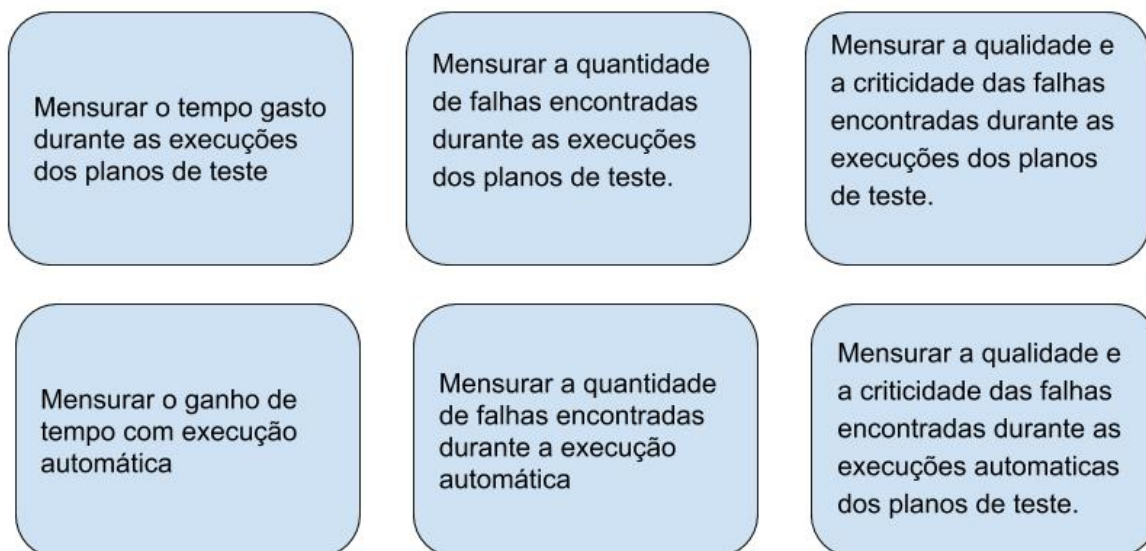 Mensurar o tempo gasto
durante as execuções
dos planos de teste
Mensurar a quantidade
de falhas encontradas
durante as execuções
dos planos de teste.
Mensurar a qualidade e
a criticidade das falhas
encontradas durante as
execuções dos planos
de teste.
Mensurar o ganho de
tempo com execução
automática
Mensurar a quantidade
de falhas encontradas
durante a execução
automática
Mensurar a qualidade e
a criticidade das falhas
encontradas durante as
execuções automaticas
dos planos de teste.